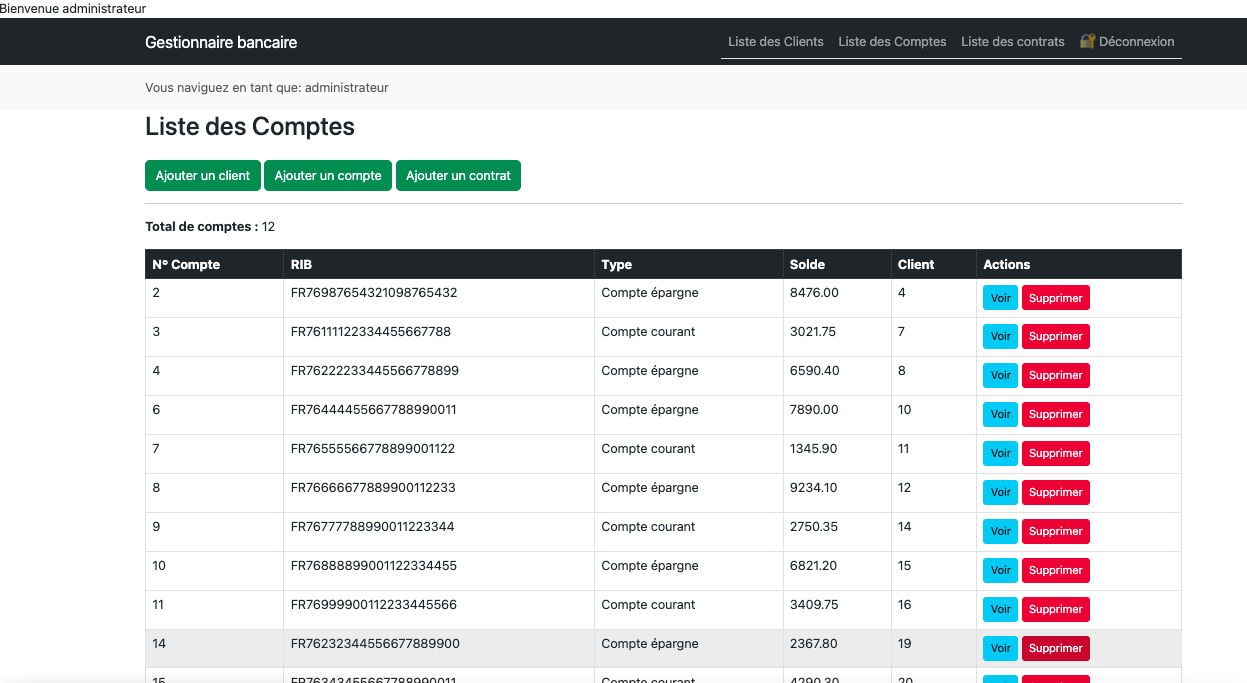 Bienvenue administrateur
Gestionnaire bancaire Liste des Clients Liste des Comptes Liste des contrats Déconnexion
Vous naviguez en tant que: administrateur
Liste des Comptes
Ajouter un client Ajouter un compte Ajouter un contrat
Total de comptes : 12
N° Compte RIB Type Solde Client Actions
2 FR76987654321098765432 Compte épargne 8476.00 4 Voir Supprimer
3 FR76111122334455667788 Compte courant 3021.75 7 Voir Supprimer
4 FR76222233445566778899 Compte épargne 6590.40 8 Voir Supprimer
6 FR76444455667788990011 Compte épargne 7890.00 10 Voir Supprimer
7 FR76555566778899001122 Compte courant 1345.90 11 Voir Supprimer
8 FR76666677889900112233 Compte épargne 9234.10 12 Voir Supprimer
9 FR76777788990011223344 Compte courant 2750.35 14 Voir Supprimer
10 FR76888899001122334455 Compte épargne 6821.20 15 Voir Supprimer
11 FR76999900112233445566 Compte courant 3409.75 16 Voir Supprimer
14 FR76232344556677889900 Compte épargne 2367.80 19 Voir Supprimer
15 FR76343455667788990011 Compte courant 4290.30 20 Voir Supprimer